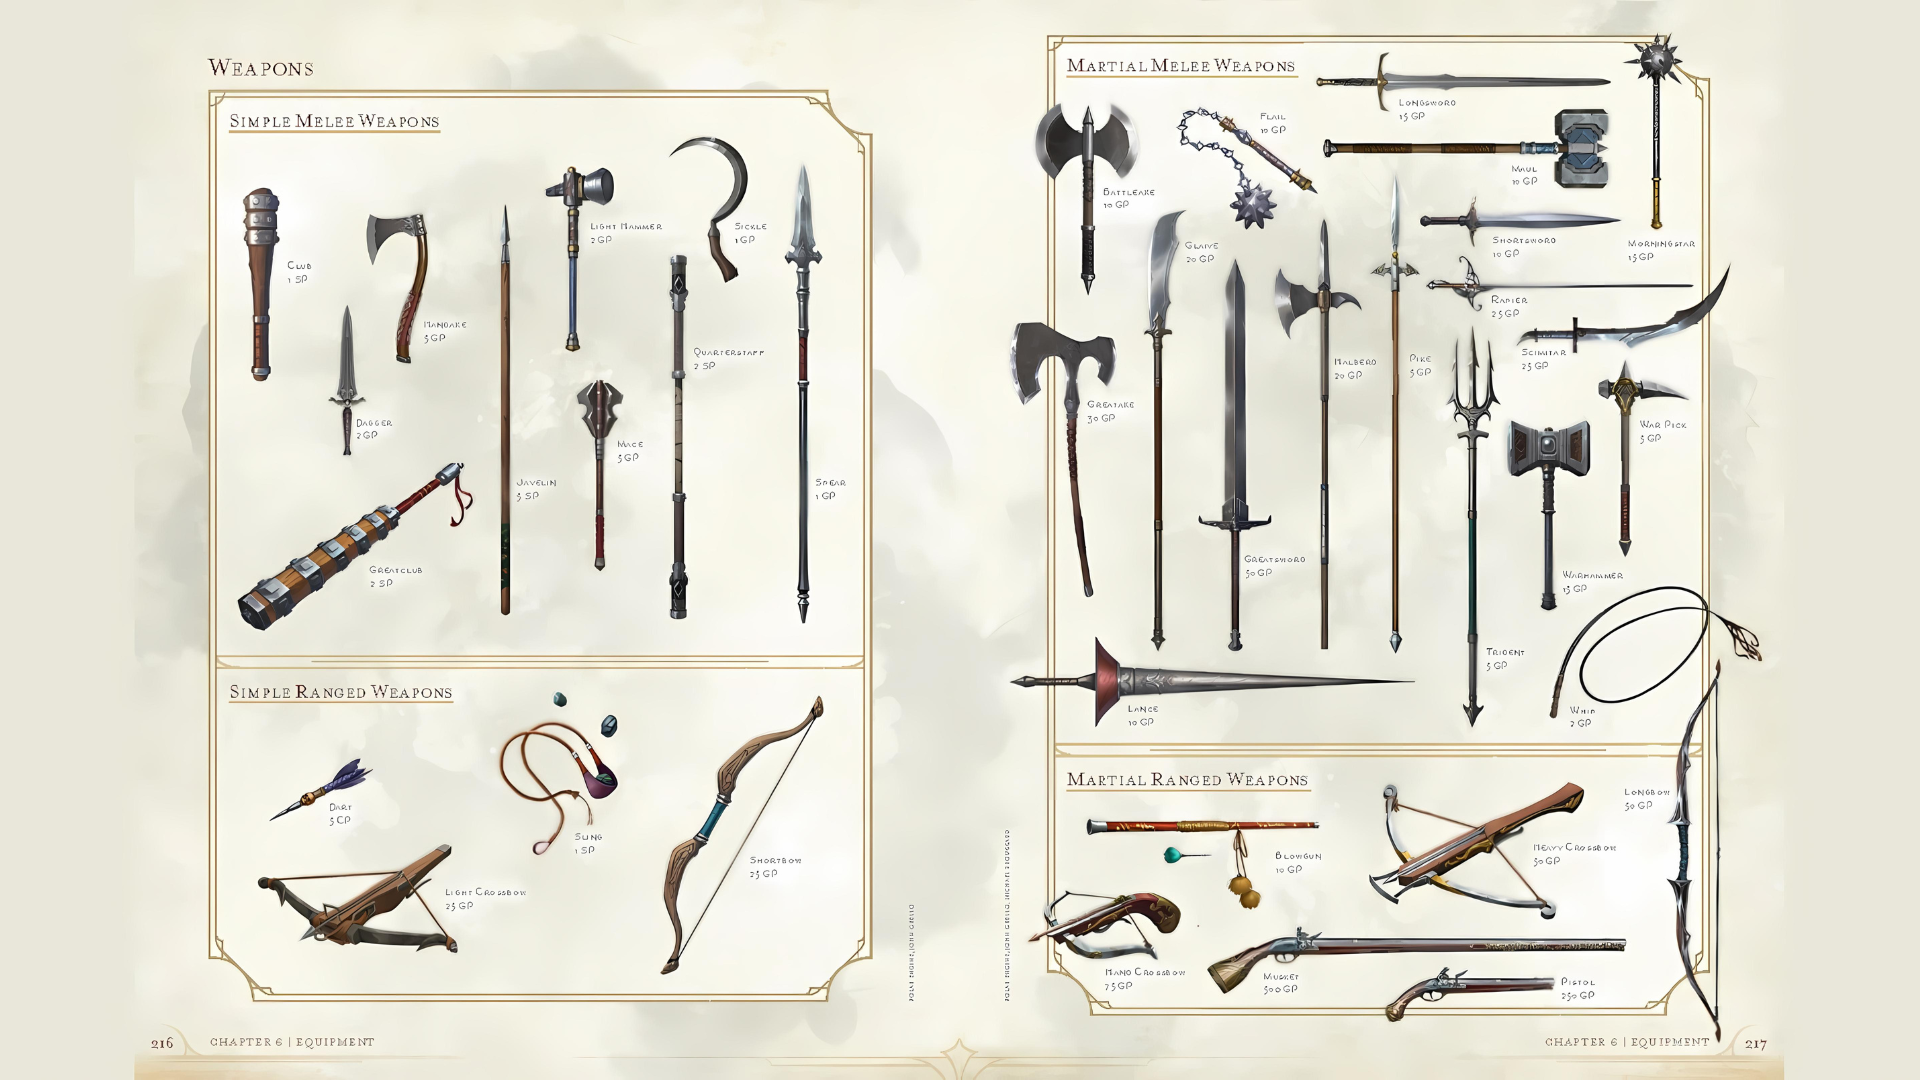 WEAPONS
SIMPLE MELEE WEAPONS
CLUB
1 SP
HANDAXE
5 GP
DAGGER
2 GP
GREATCLUB
2 SP
JAVELIN
5 SP
LIGHT HAMMER
2 GP
MACE
5 GP
SICKLE
1 GP
QUARTERSTAFF
2 SP
SPEAR
1 GP
SIMPLE RANGED WEAPONS
DART
5 CP
LIGHT CROSSBOW
25 GP
SLING
1 SP
SHORTBOW
25 GP
216
CHAPTER 6 | EQUIPMENT
MARTIAL MELEE WEAPONS
BATTLEAXE
10 GP
FLAIL
10 GP
LONGSWORD
15 GP
MAUL
10 GP
MORNINGSTAR
15 GP
SHORTSWORD
10 GP
GLAIVE
20 GP
RAPIER
25 GP
SCIMITAR
25 GP
GREATAXE
30 GP
GREATSWORD
50 GP
HALBERD
20 GP
PIKE
5 GP
WAR PICK
5 GP
WARHAMMER
15 GP
TRIDENT
5 GP
WHIP
2 GP
LANCE
10 GP
MARTIAL RANGED WEAPONS
BLOWGUN
10 GP
HEAVY CROSSBOW
50 GP
LONGBOW
50 GP
HAND CROSSBOW
75 GP
MUSKET
500 GP
PISTOL
250 GP
CHAPTER 6 | EQUIPMENT
217